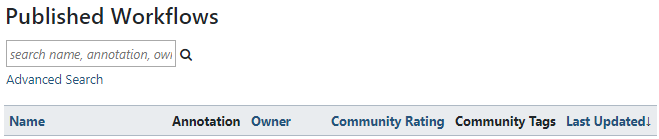 Published Workflows
search name, annotation, ow
Advanced Search
Name Annotation Owner Community Rating Community Tags Last Updated↓